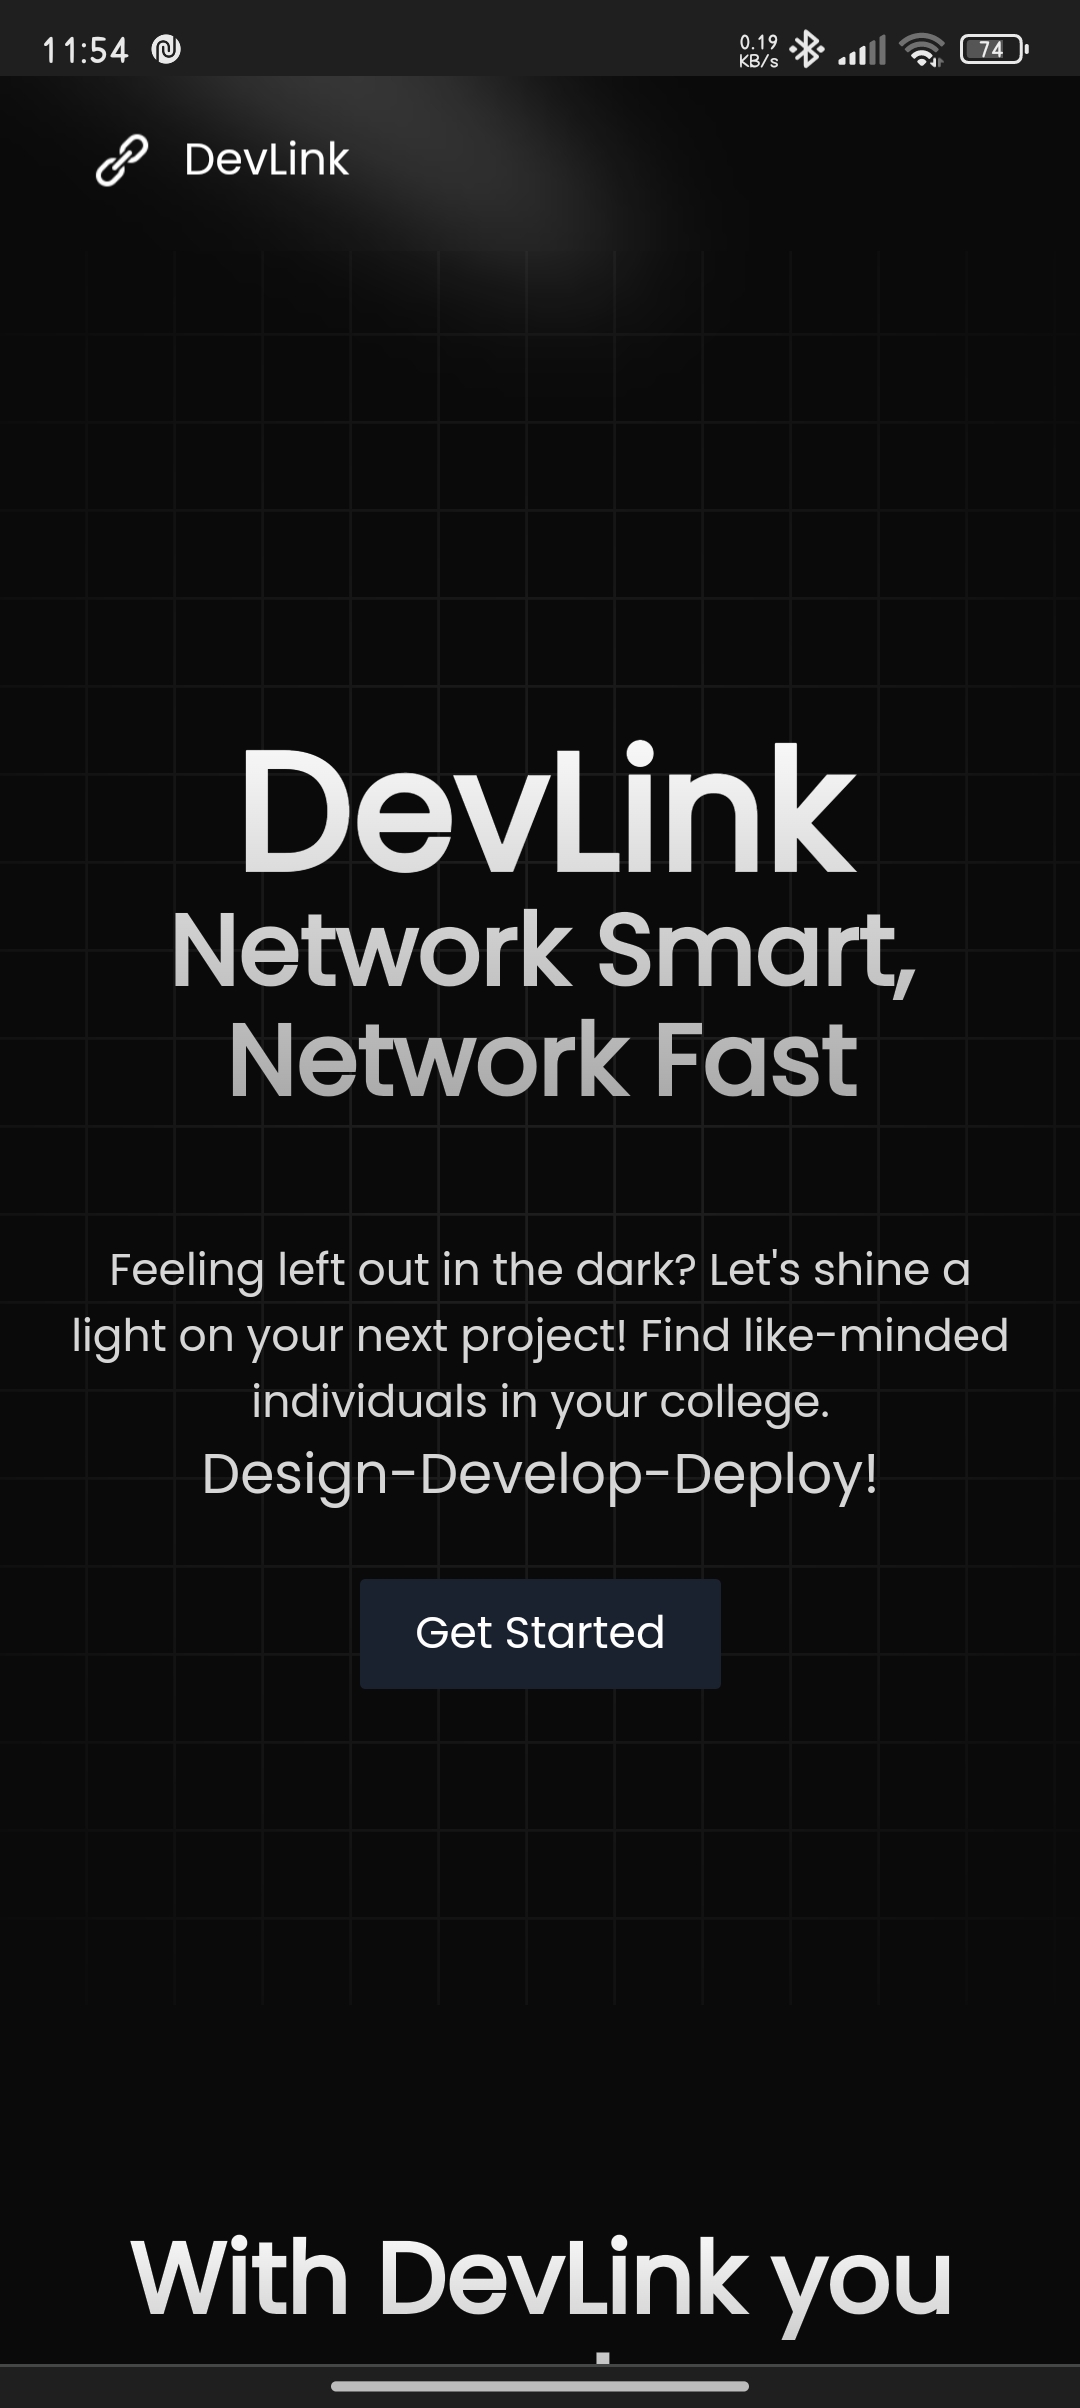 11:54
0.19
KB/s
74
DevLink
DevLink
Network Smart,
Network Fast
Feeling left out in the dark? Let's shine a
light on your next project! Find like-minded
individuals in your college.
Design-Develop-Deploy!
Get Started
With DevLink you